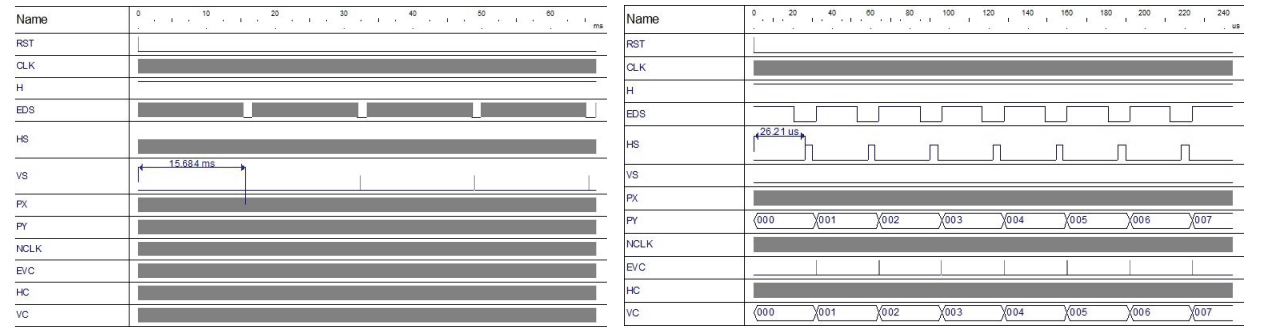 Name 0 10 20 20 40 50 60 ms
RST
CLK
H
EDS
HS
VS 15.684 ms
PX
PY
NCLK
EVC
HC
VC
Name 0 20 40 60 80 100 120 140 160 180 200 220 240 us
RST
CLK
H
EDS
HS 26.21 us
VS
PX
PY 000 001 002 003 004 005 006 007
NCLK
EVC
HC
VC 000 001 002 003 004 005 006 007